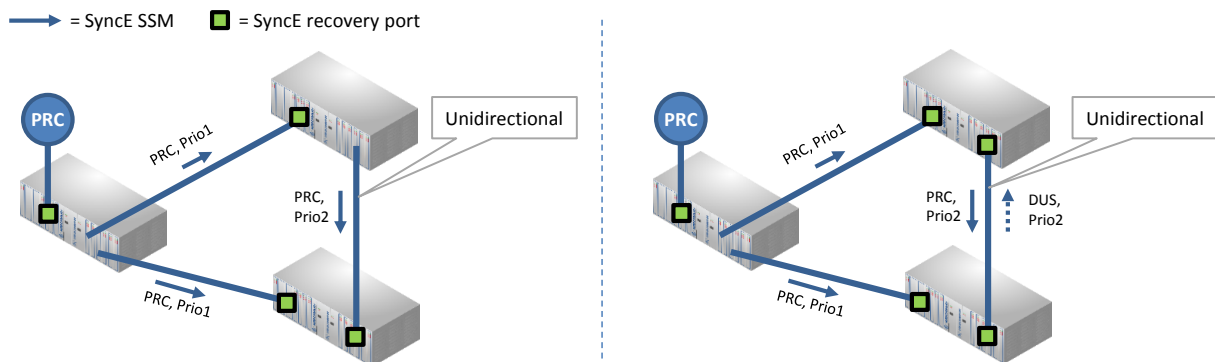 = SyncE SSM
= SyncE recovery port
PRC
PRC, Prio1
PRC, Prio1
PRC,
Prio2
Unidirectional
PRC
PRC, Prio1
PRC, Prio1
PRC,
Prio2
DUS,
Prio2
Unidirectional